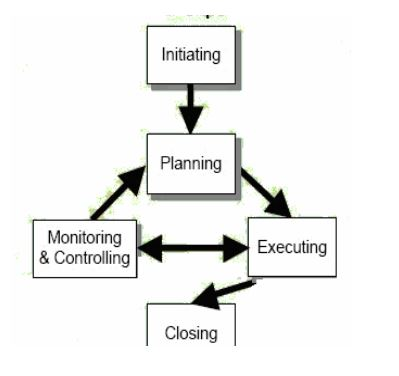 Initiating
Planning
Monitoring
& Controlling
Executing
Closing